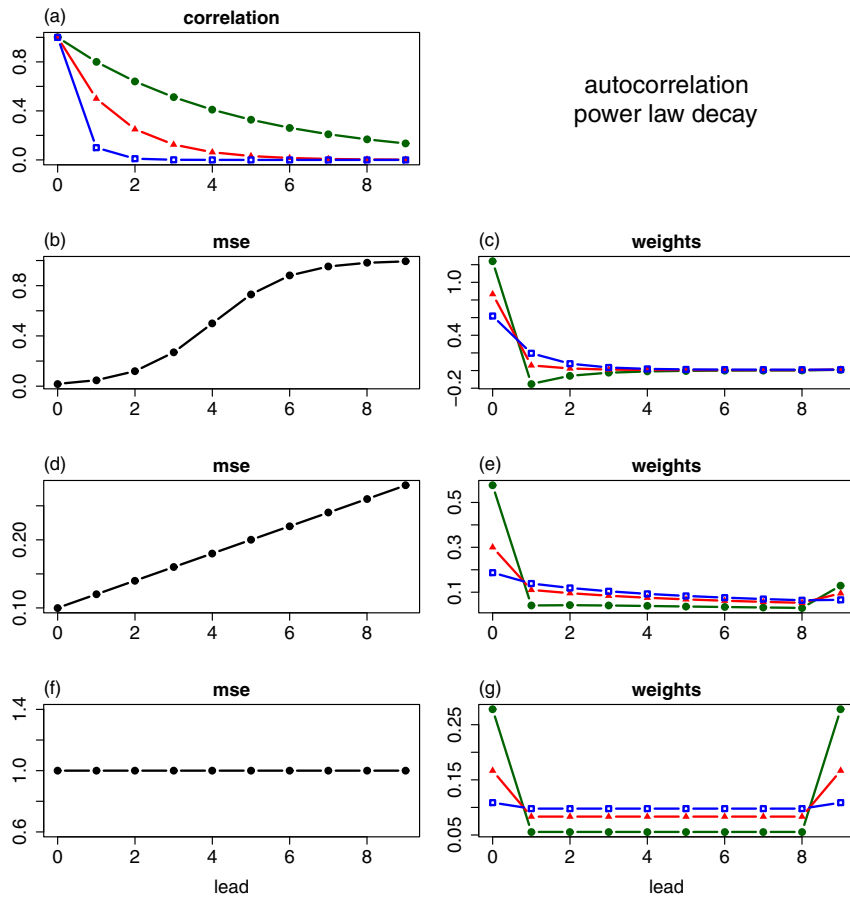 (a)
correlation
0.0 0.4 0.8
0 2 4 6 8
autocorrelation
power law decay
(b)
mse
0.0 0.4 0.8
0 2 4 6 8
(c)
weights
−0.2 0.4 1.0
0 2 4 6 8
(d)
mse
0.10 0.20
0 2 4 6 8
(e)
weights
0.1 0.3 0.5
0 2 4 6 8
(f)
mse
0.6 1.0 1.4
0 2 4 6 8
lead
(g)
weights
0.05 0.15 0.25
0 2 4 6 8
lead